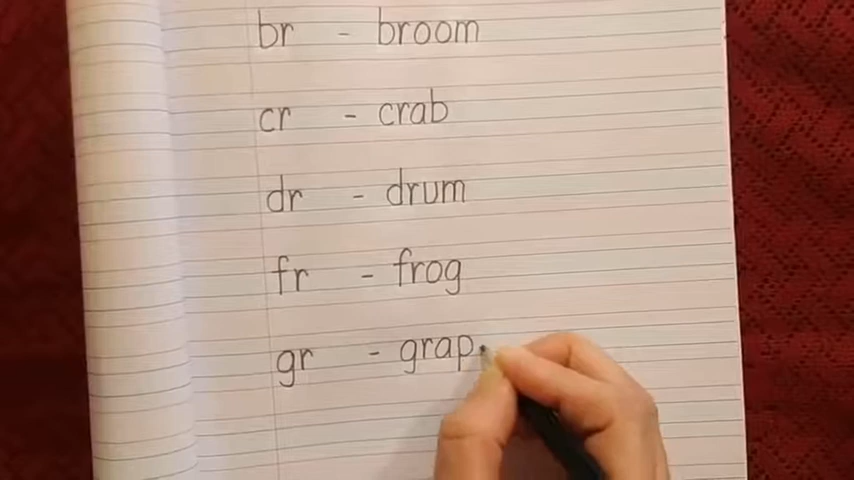 br - broom
cr - crab
dr - drum
fr - frog
gr - grap